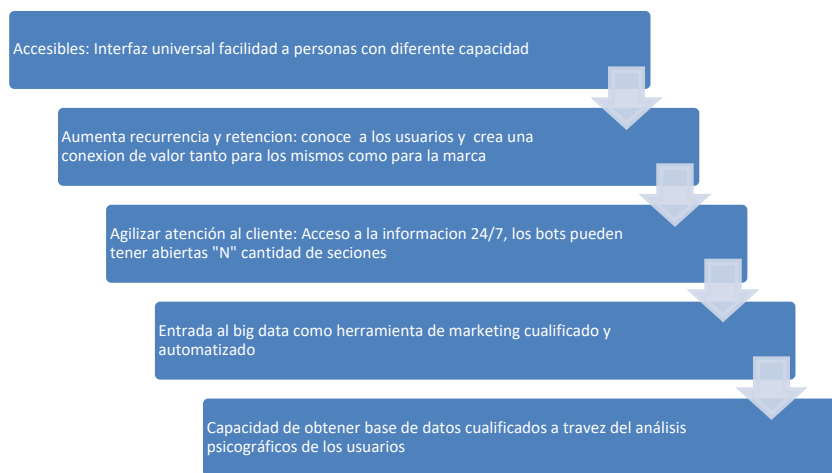 Accesibles: Interfaz universal facilidad a personas con diferente capacidad
Aumenta recurrencia y retencion: conoce a los usuarios y crea una
conexion de valor tanto para los mismos como para la marca
Agilizar atención al cliente: Acceso a la informacion 24/7, los bots pueden
tener abiertas "N" cantidad de seciones
Entrada al big data como herramienta de marketing cualificado y
automatizado
Capacidad de obtener base de datos cualificados a travez del análisis
psicográficos de los usuarios